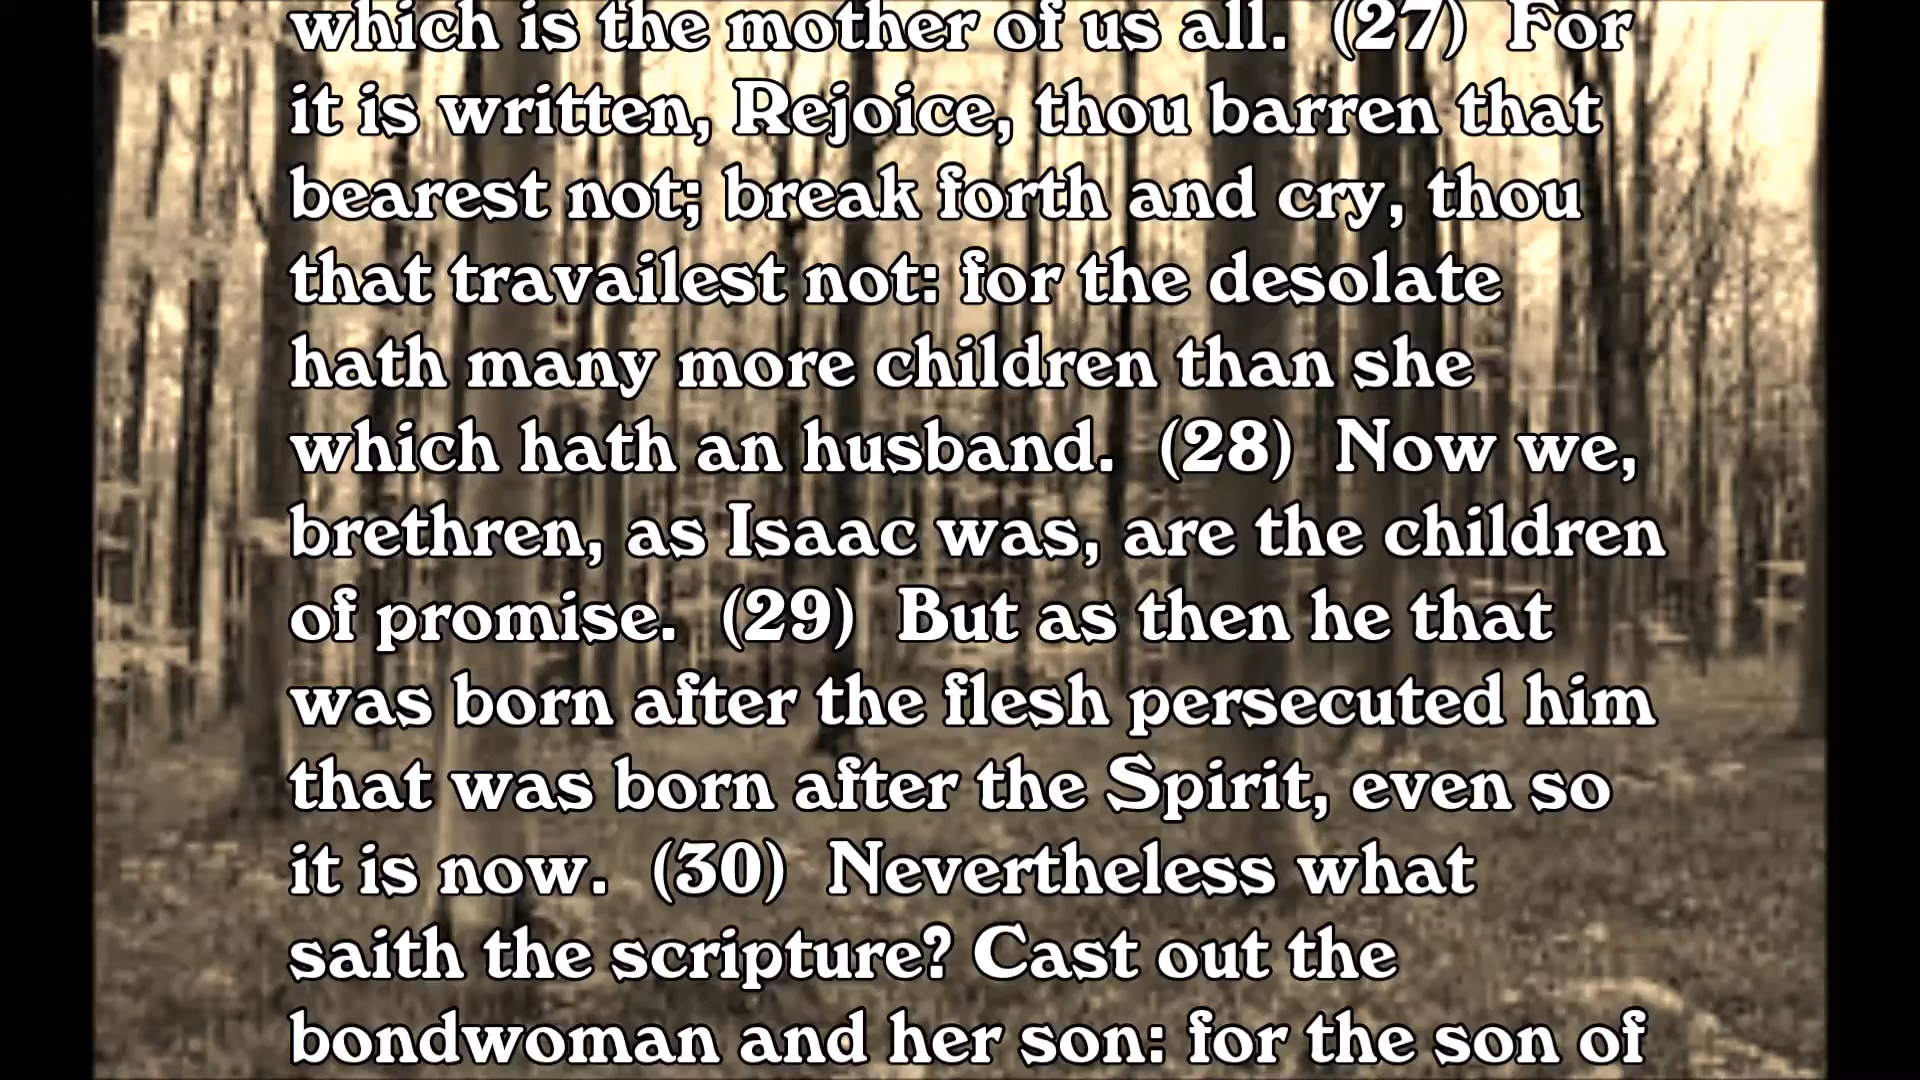 which is the mother of us all. (27) For
it is written, Rejoice, thou barren that
bearest not; break forth and cry, thou
that travailest not: for the desolate
hath many more children than she
which hath an husband. (28) Now we,
brethren, as Isaac was, are the children
of promise. (29) But as then he that
was born after the flesh persecuted him
that was born after the Spirit, even so
it is now. (30) Nevertheless what
saith the scripture? Cast out the
bondwoman and her son: for the son of